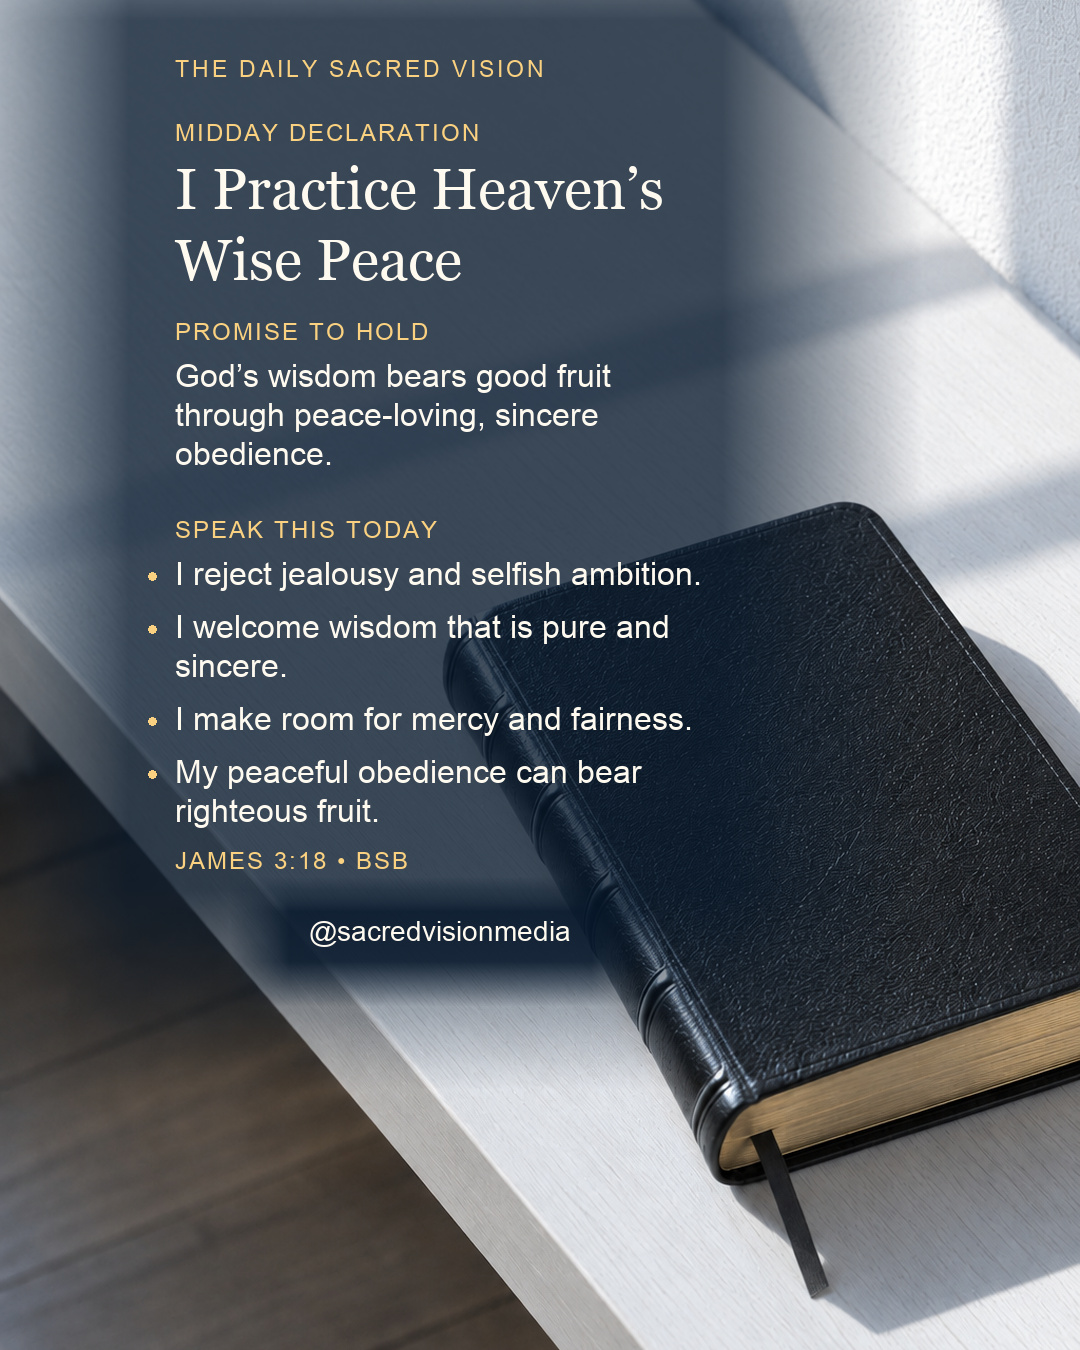 THE DAILY SACRED VISION
MIDDAY DECLARATION
I Practice Heaven’s
Wise Peace
PROMISE TO HOLD
God’s wisdom bears good fruit
through peace-loving, sincere
obedience.
SPEAK THIS TODAY
• I reject jealousy and selfish ambition.
• I welcome wisdom that is pure and
sincere.
• I make room for mercy and fairness.
• My peaceful obedience can bear
righteous fruit.
JAMES 3:18 • BSB
@sacredvisionmedia